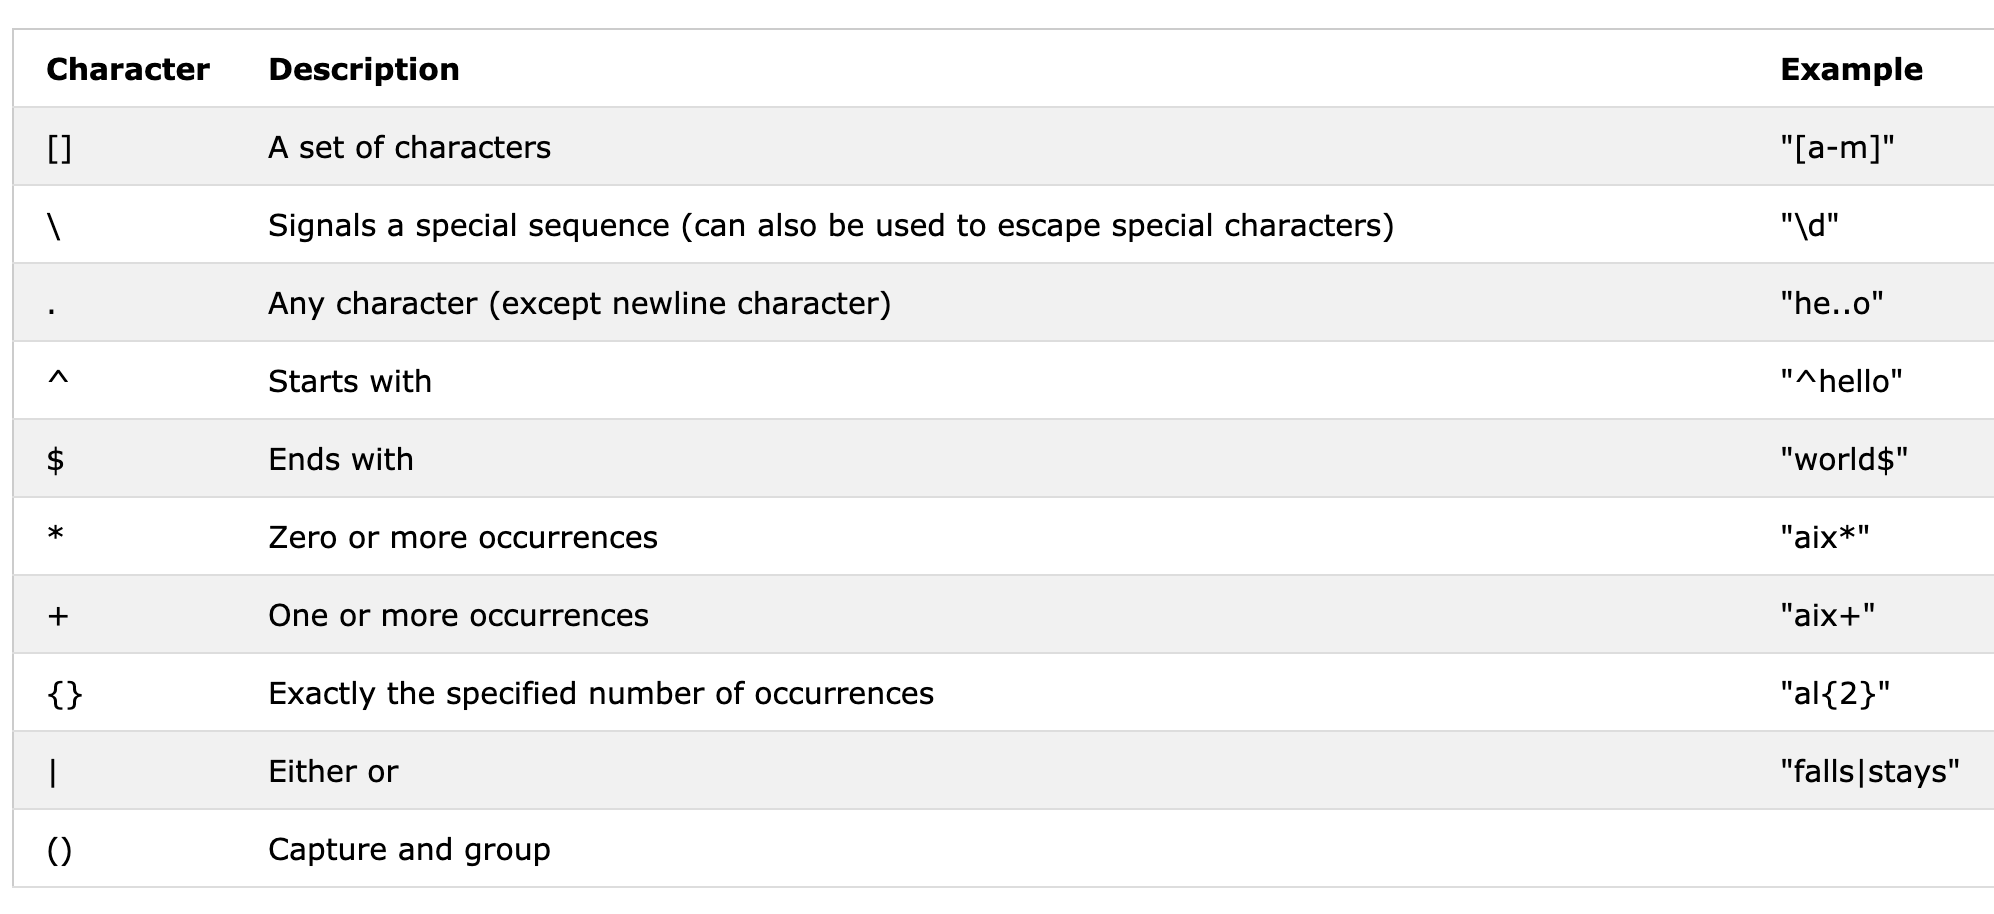 Character Description Example
[] A set of characters "[a-m]"
\ Signals a special sequence (can also be used to escape special characters) "\d"
. Any character (except newline character) "he..o"
^ Starts with "^hello"
$ Ends with "world$"
* Zero or more occurrences "aix*"
+ One or more occurrences "aix+"
{} Exactly the specified number of occurrences "al{2}"
| Either or "falls|stays"
() Capture and group